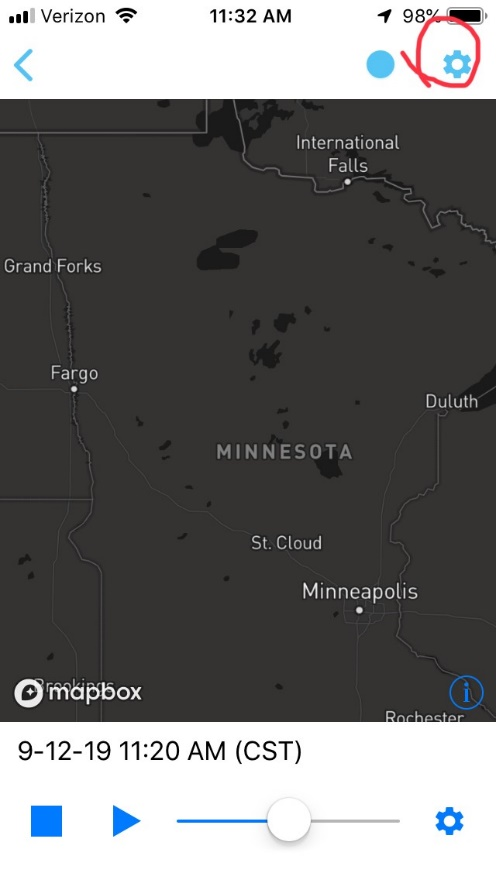 Verizon 11:32 AM 98%
International
Falls
Grand Forks
Fargo
Duluth
MINNESOTA
St. Cloud
Minneapolis
Brookings
mapbox
i
Rochester
9-12-19 11:20 AM (CST)